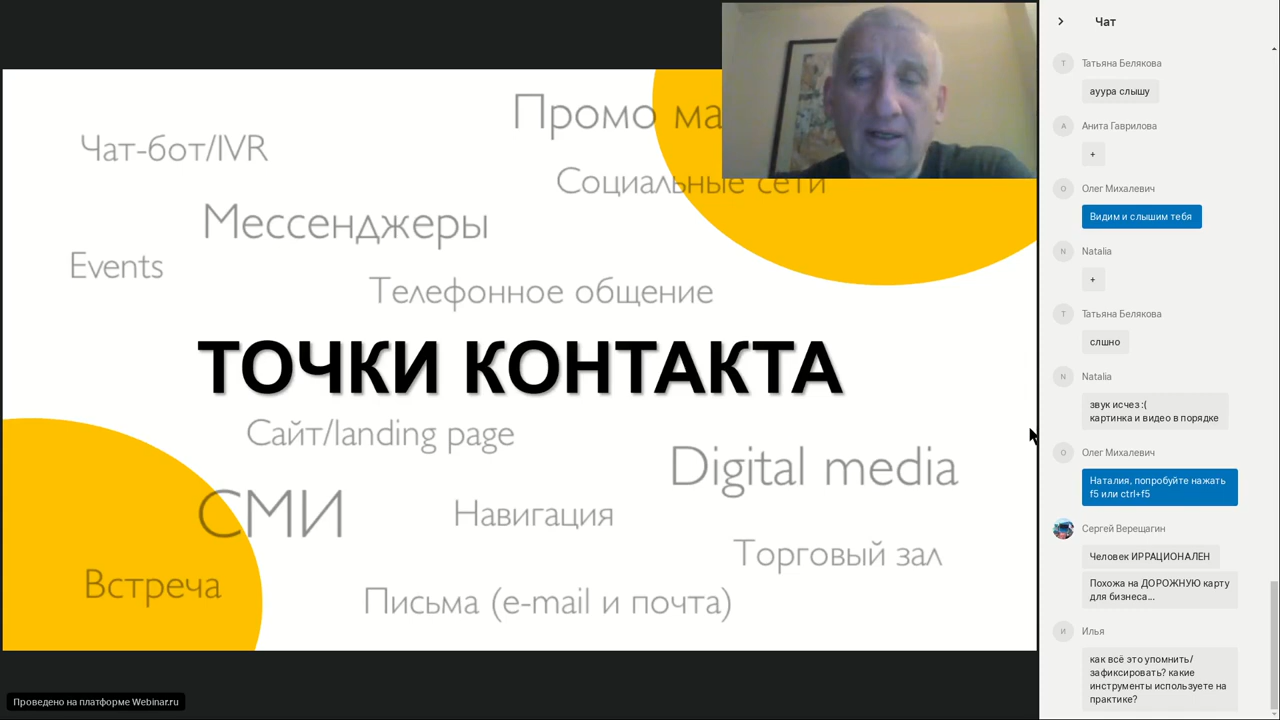 Промо ма
Чат-бот/IVR
Социальные сети
Мессенджеры
Events
Телефонное общение
ТОЧКИ КОНТАКТА
Сайт/landing page
Digital media
СМИ
Навигация
Торговый зал
Встреча
Письма (e-mail и почта)
Проведено на платформе Webinar.ru
Чат
Т
Татьяна Белякова
ауура слышу
А
Анита Гаврилова
+
О
Олег Михалевич
Видим и слышим тебя
N
Natalia
+
Т
Татьяна Белякова
слшно
N
Natalia
звук исчез :(
картинка и видео в порядке
О
Олег Михалевич
Наталия, попробуйте нажать
f5 или ctrl+f5
Сергей Верещагин
Человек ИРРАЦИОНАЛЕН
Похожа на ДОРОЖНУЮ карту
для бизнеса...
И
Илья
как всё это упомнить/
зафиксировать? какие
инструменты используете на
практике?